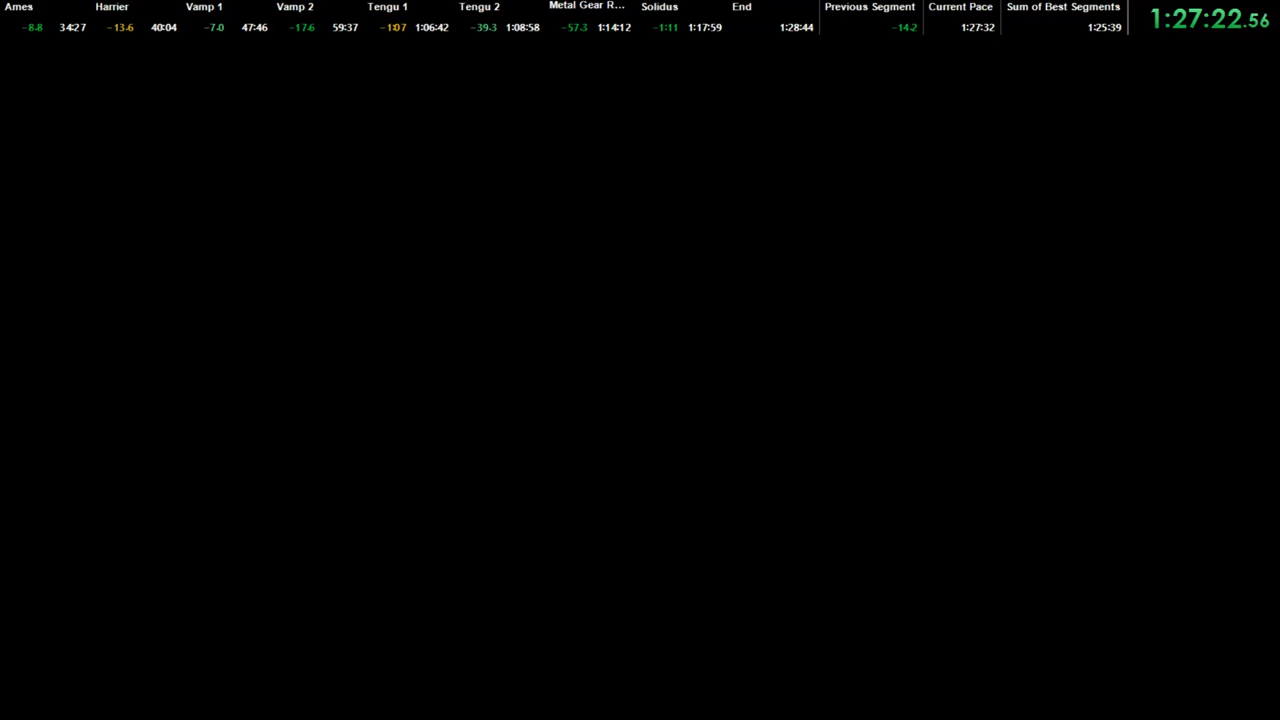 Ames Harrier Vamp 1 Vamp 2 Tengu 1 Tengu 2 Metal Gear R... Solidus End Previous Segment Current Pace Sum of Best Segments 1:27:22.56
-8.8 34:27 -13.6 40:04 -7.0 47:46 -17.6 59:37 -1:07 1:06:42 -39.3 1:08:58 -57.3 1:14:12 -1:11 1:17:59 1:28:44 -14.2 1:27:32 1:25:39